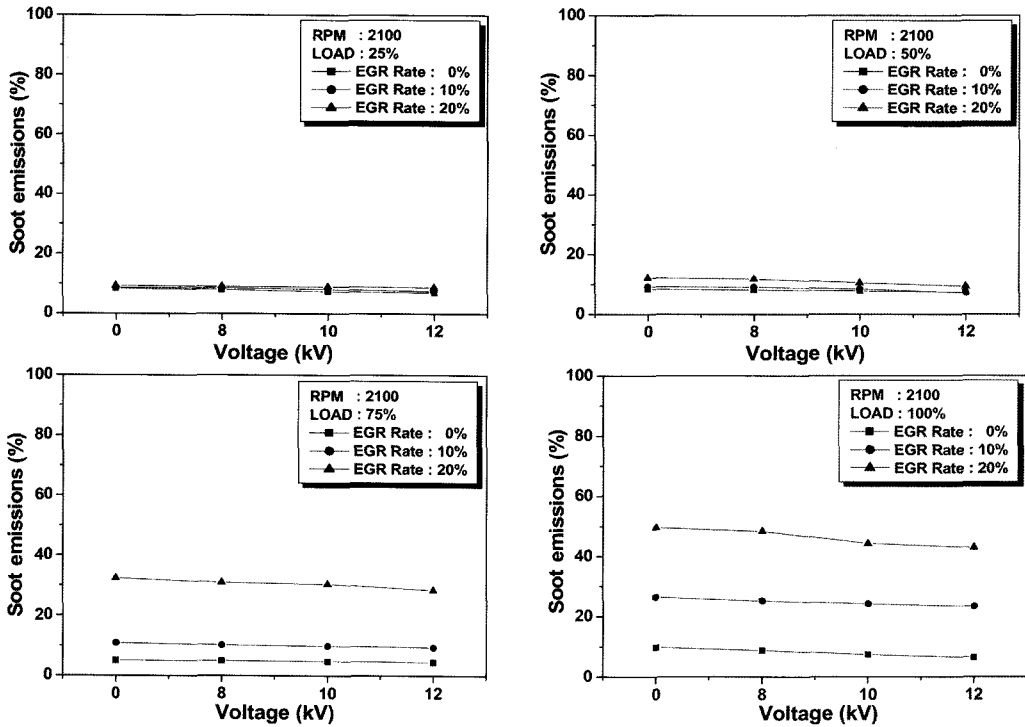 100
80
60
40
20
0
Soot emissions (%)
RPM : 2100
LOAD : 25%
EGR Rate : 0%
EGR Rate : 10%
EGR Rate : 20%
0 8 10 12
Voltage (kV)
100
80
60
40
20
0
Soot emissions (%)
RPM : 2100
LOAD : 50%
EGR Rate : 0%
EGR Rate : 10%
EGR Rate : 20%
0 8 10 12
Voltage (kV)
100
80
60
40
20
0
Soot emissions (%)
RPM : 2100
LOAD : 75%
EGR Rate : 0%
EGR Rate : 10%
EGR Rate : 20%
0 8 10 12
Voltage (kV)
100
80
60
40
20
0
Soot emissions (%)
RPM : 2100
LOAD : 100%
EGR Rate : 0%
EGR Rate : 10%
EGR Rate : 20%
0 8 10 12
Voltage (kV)